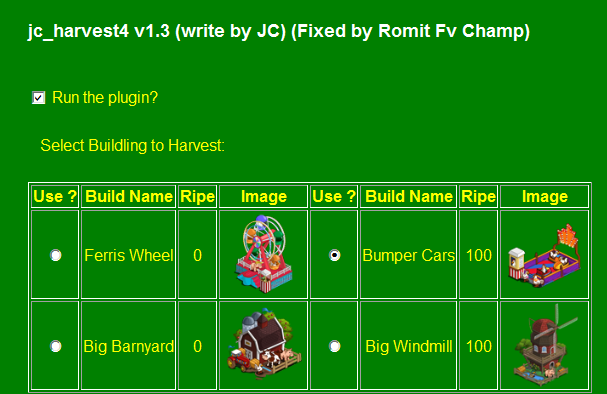 jc_harvest4 v1.3 (write by JC) (Fixed by Romit Fv Champ)
Run the plugin?
Select Buildling to Harvest:
Use ? Build Name Ripe Image Use ? Build Name Ripe Image
Ferris Wheel 0 Bumper Cars 100
Big Barnyard 0 Big Windmill 100